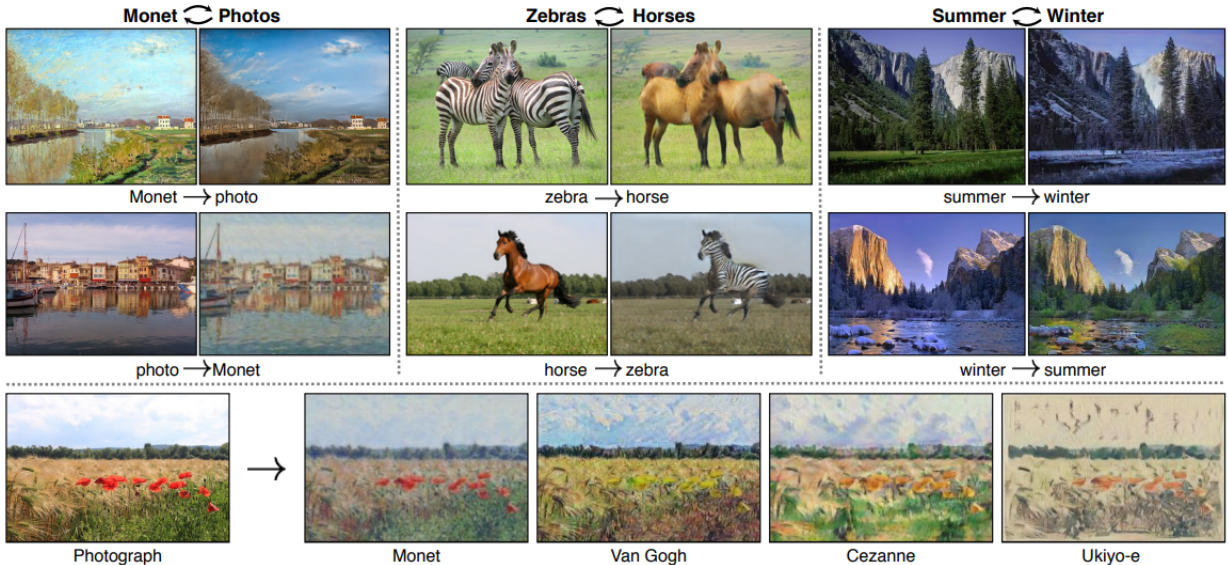 Monet ⇄ Photos
Zebras ⇄ Horses
Summer ⇄ Winter
Monet → photo
zebra → horse
summer → winter
photo → Monet
horse → zebra
winter → summer
Photograph
→
Monet
Van Gogh
Cezanne
Ukiyo-e